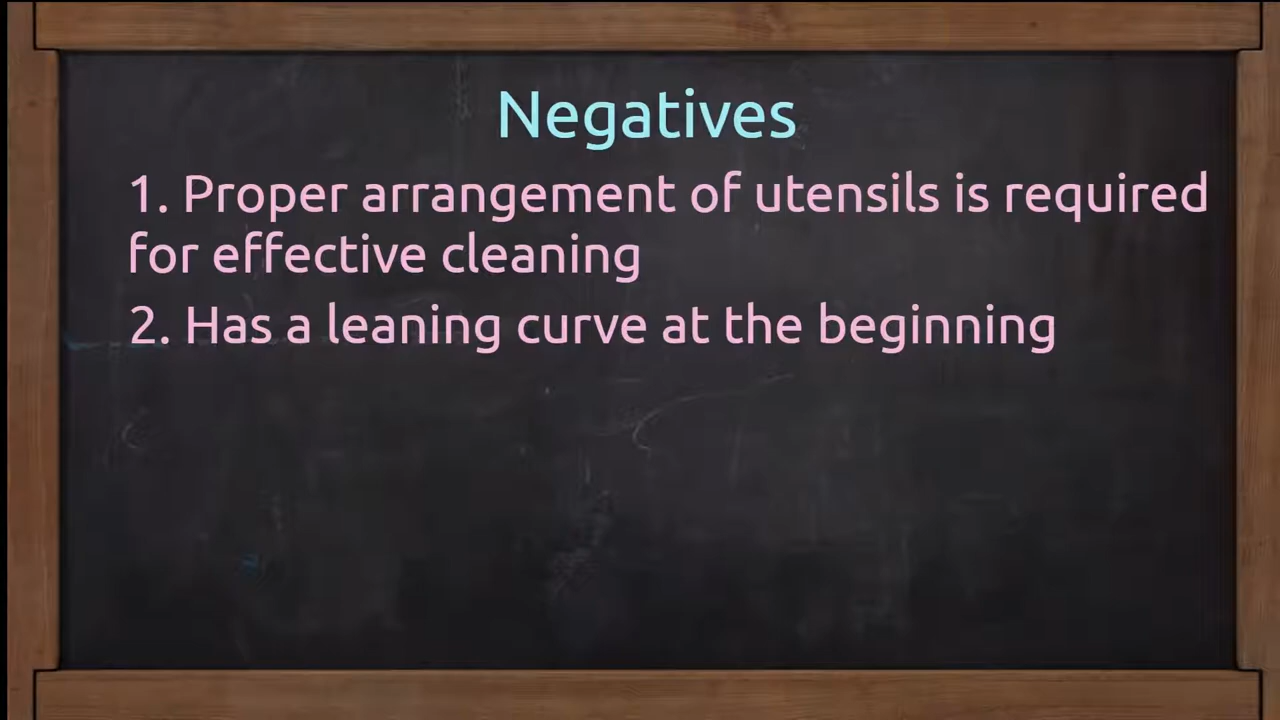 Negatives
1. Proper arrangement of utensils is required
for effective cleaning
2. Has a leaning curve at the beginning